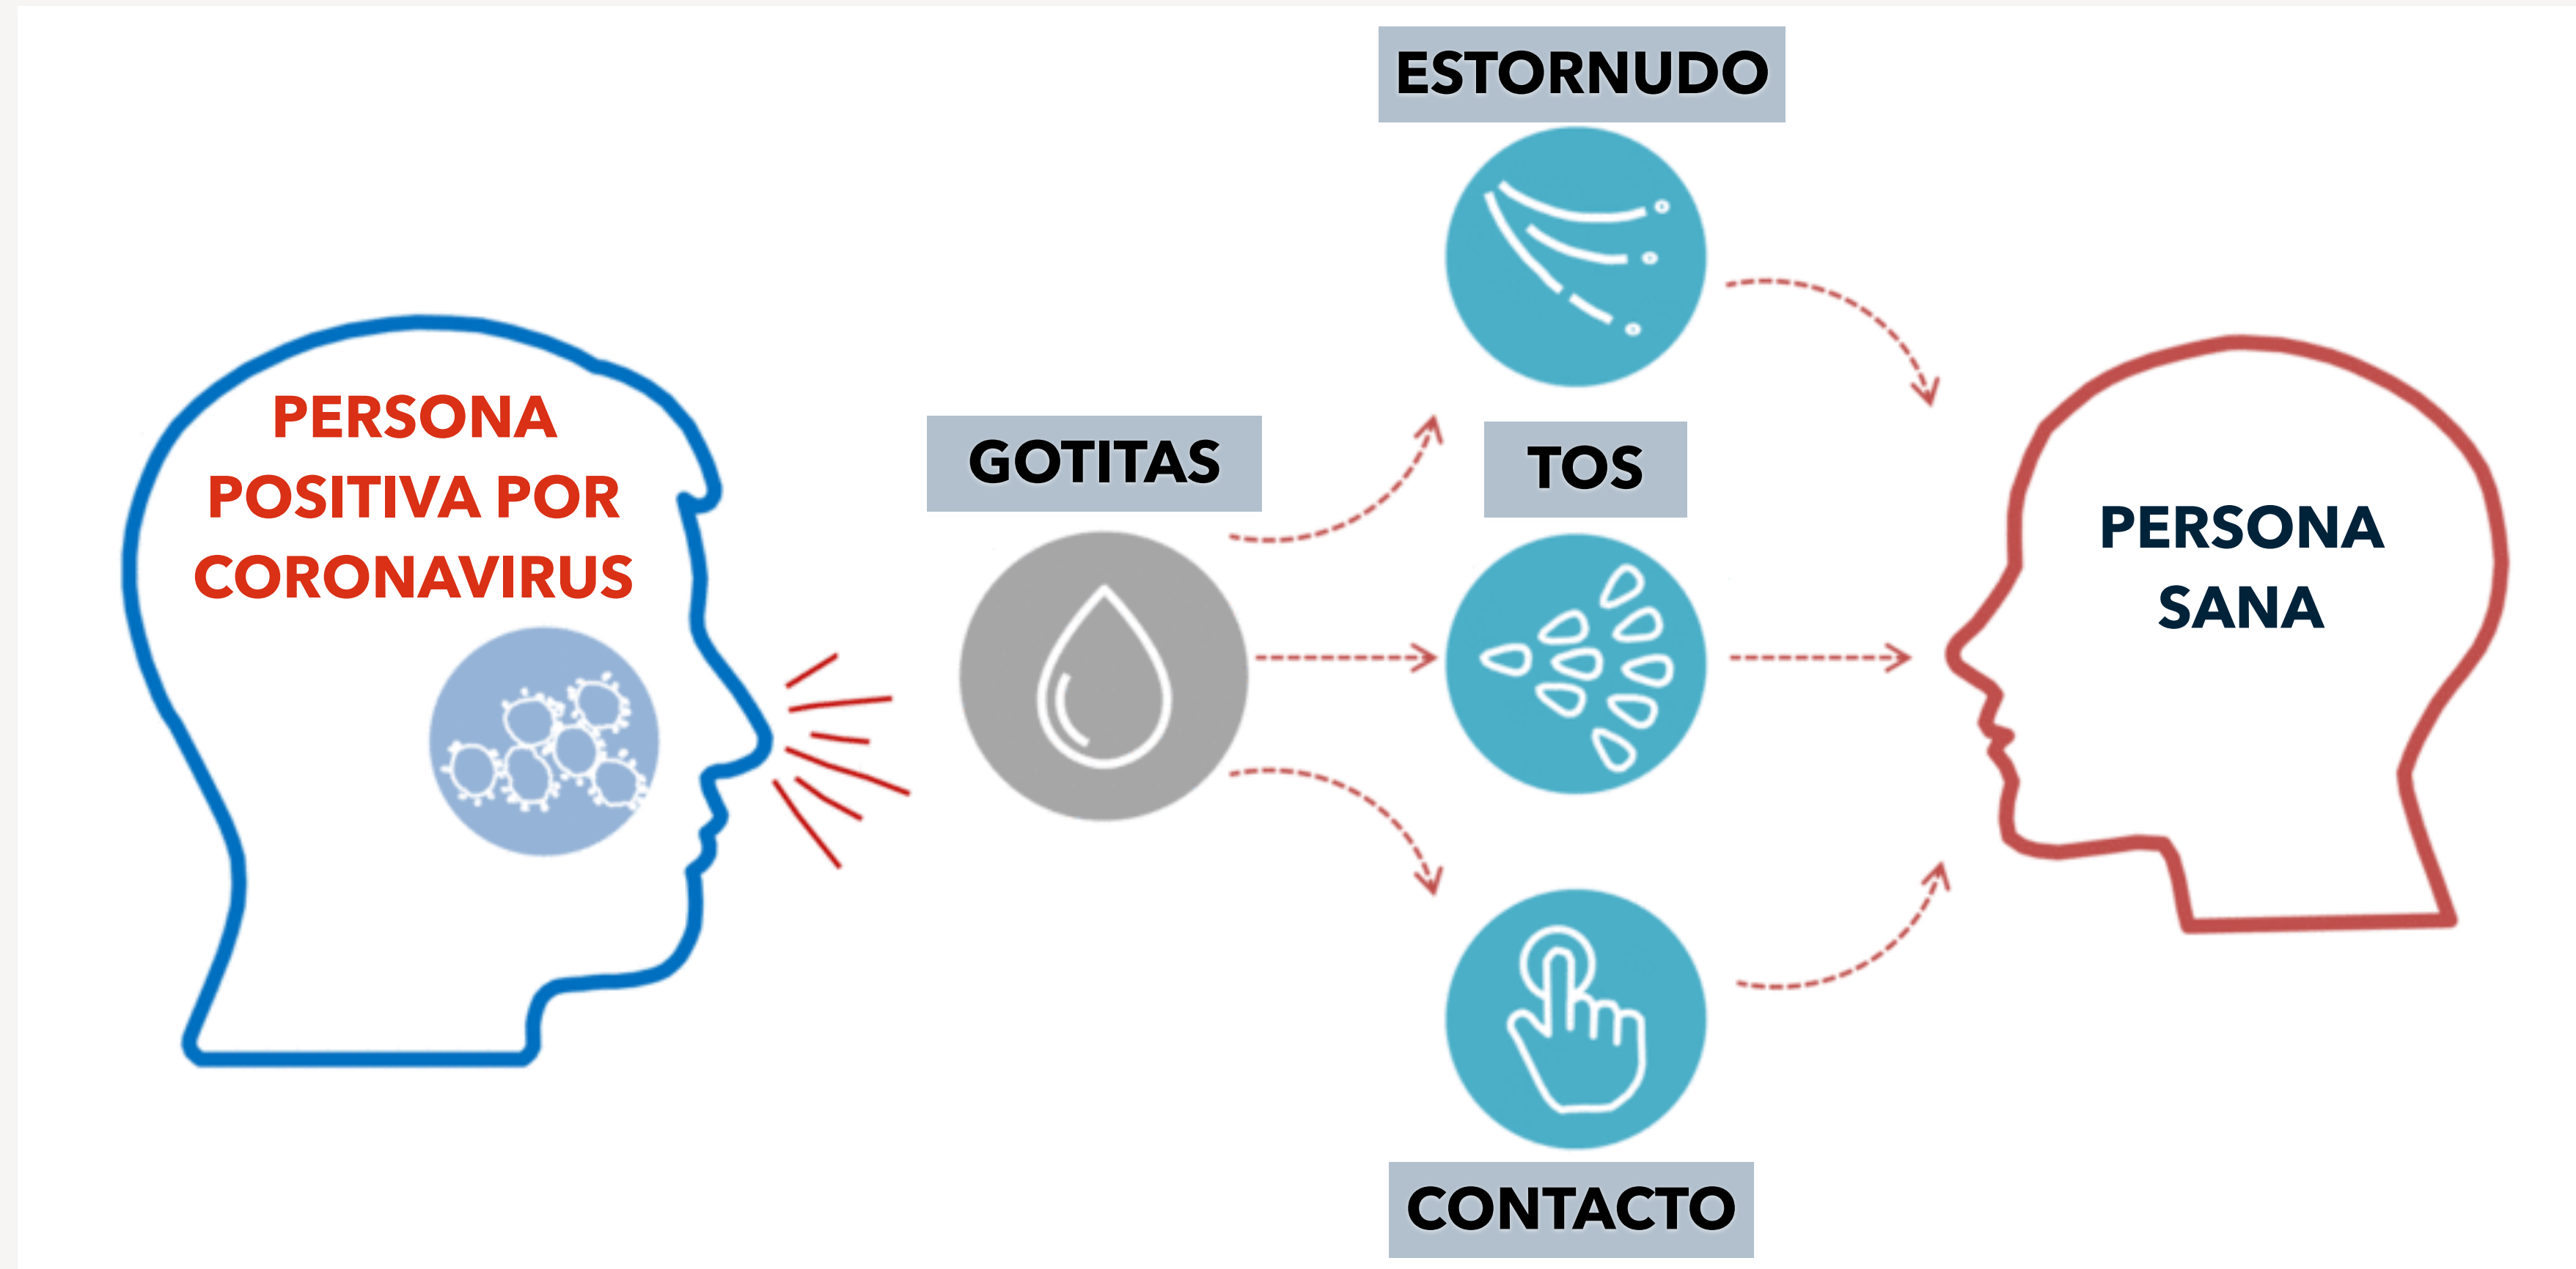 PERSONA
POSITIVA POR
CORONAVIRUS
GOTITAS
ESTORNUDO
TOS
CONTACTO
PERSONA
SANA